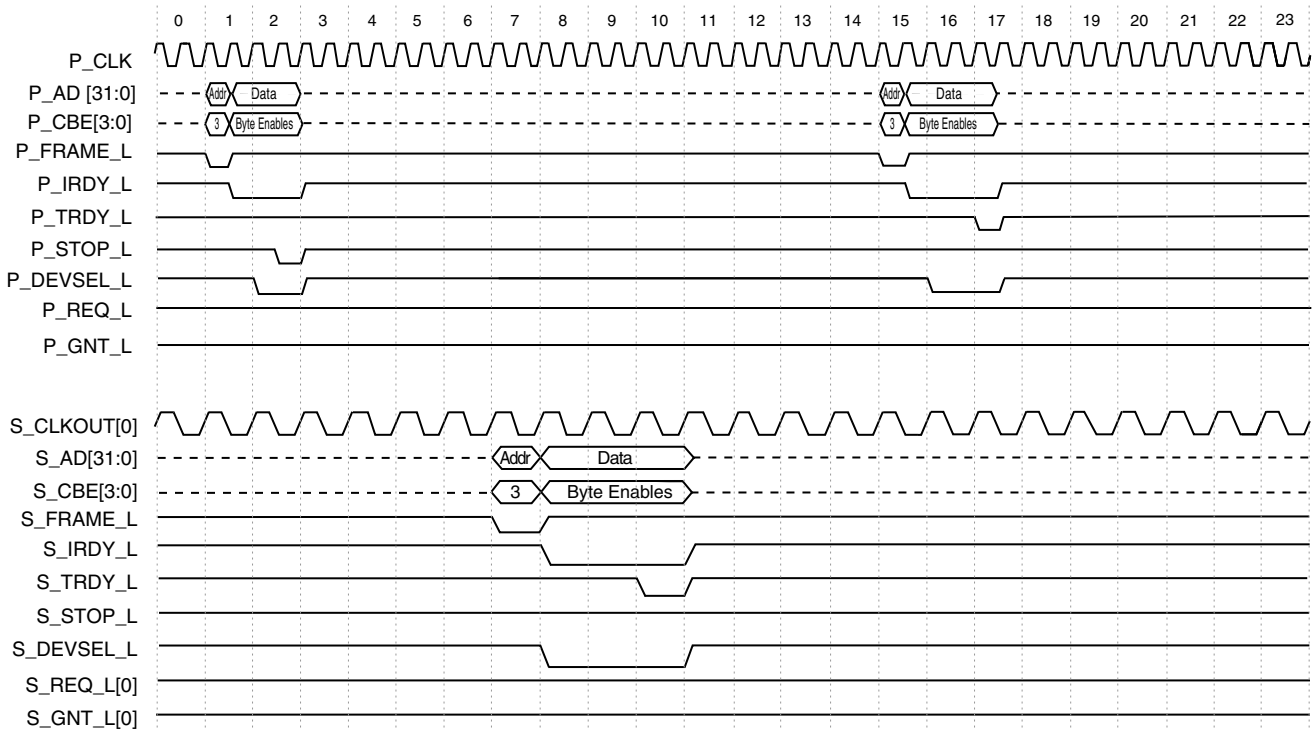 0 1 2 3 4 5 6 7 8 9 10 11 12 13 14 15 16 17 18 19 20 21 22 23
P_CLK
P_AD [31:0] Addr Data Addr Data
P_CBE[3:0] 3 Byte Enables 3 Byte Enables
P_FRAME_L
P_IRDY_L
P_TRDY_L
P_STOP_L
P_DEVSEL_L
P_REQ_L
P_GNT_L
S_CLKOUT[0]
S_AD[31:0] Addr Data
S_CBE[3:0] 3 Byte Enables
S_FRAME_L
S_IRDY_L
S_TRDY_L
S_STOP_L
S_DEVSEL_L
S_REQ_L[0]
S_GNT_L[0]